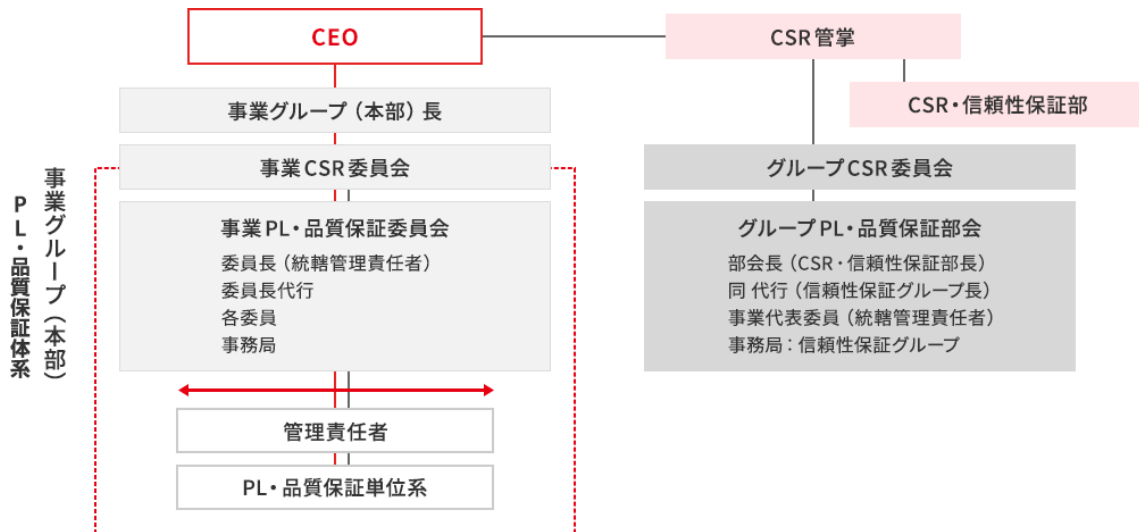 CEO
CSR管掌
CSR・信頼性保証部
事業グループ（本部）長
事業CSR委員会
グループCSR委員会
事業グループ（本部）
PL・品質保証体系
事業PL・品質保証委員会
委員長（統轄管理責任者）
委員長代行
各委員
事務局
グループPL・品質保証部会
部会長（CSR・信頼性保証部長）
同 代行（信頼性保証グループ長）
事業代表委員（統轄管理責任者）
事務局：信頼性保証グループ
管理責任者
PL・品質保証単位系